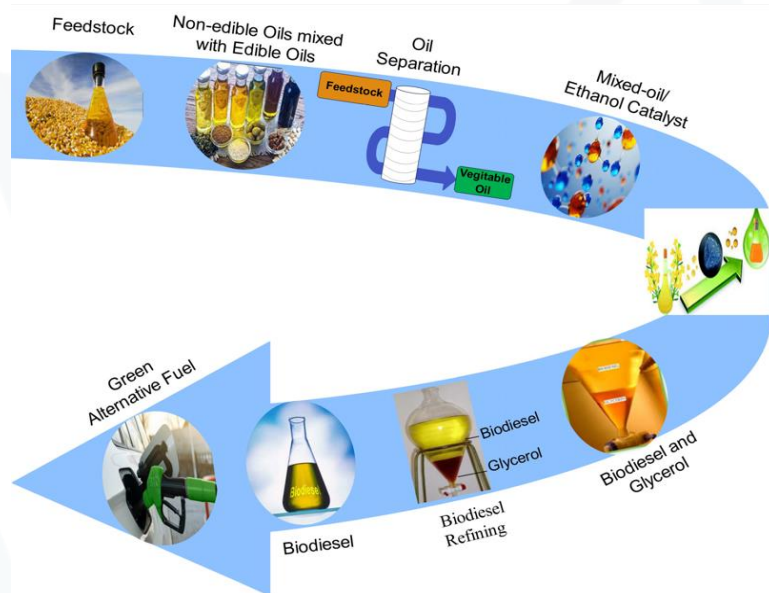 Feedstock
Non-edible Oils mixed
with Edible Oils
Oil
Separation
Feedstock
Vegitable
Oil
Mixed-oil/
Ethanol Catalyst
Biodiesel and
Glycerol
Biodiesel
Glycerol
Biodiesel
Refining
Biodiesel
Biodiesel
Green
Alternative Fuel